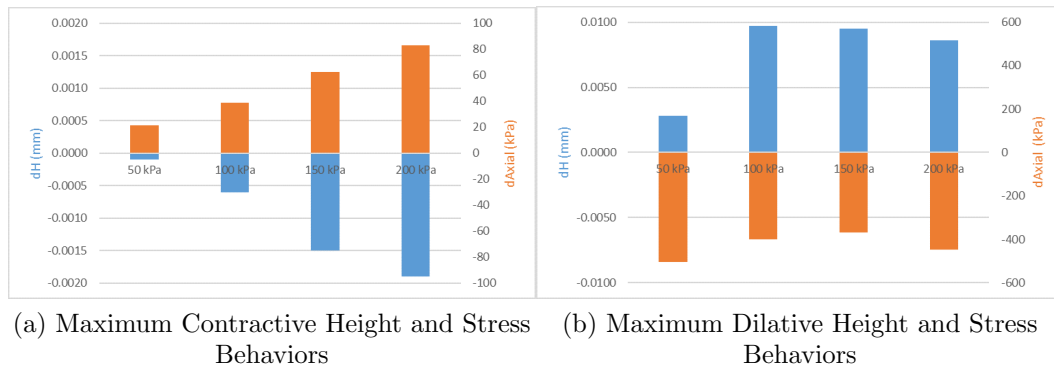 0.0020
0.0015
0.0010
0.0005
0.0000
-0.0005
-0.0010
-0.0015
-0.0020
dH (mm)
50 kPa
100 kPa
150 kPa
200 kPa
100
80
60
40
20
0
-20
-40
-60
-80
-100
dAxial (kPa)
(a) Maximum Contractive Height and Stress
Behaviors
0.0100
0.0050
0.0000
-0.0050
-0.0100
dH (mm)
50 kPa
100 kPa
150 kPa
200 kPa
600
400
200
0
-200
-400
-600
dAxial (kPa)
(b) Maximum Dilative Height and Stress
Behaviors